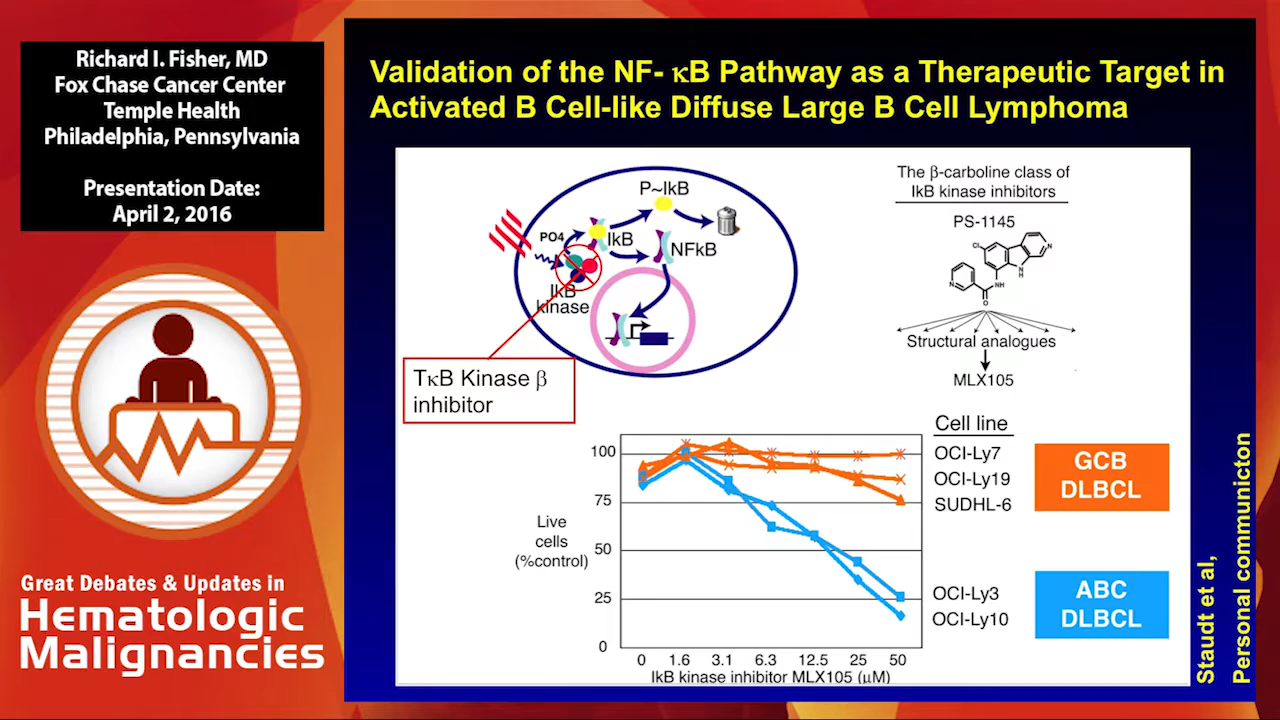 Richard I. Fisher, MD
Fox Chase Cancer Center
Temple Health
Philadelphia, Pennsylvania
Presentation Date:
April 2, 2016
Great Debates & Updates in
Hematologic
Malignancies
Validation of the NF- κB Pathway as a Therapeutic Target in
Activated B Cell-like Diffuse Large B Cell Lymphoma
P~IkB
PO4
IkB
NFkB
IkB
kinase
TκB Kinase β
inhibitor
The β-carboline class of
IkB kinase inhibitors
PS-1145
Cl
N
N
H
N
NH
O
Structural analogues
MLX105
Live
cells
(%control)
100
75
50
25
0
0 1.6 3.1 6.3 12.5 25 50
IkB kinase inhibitor MLX105 (μM)
Cell line
OCI-Ly7
OCI-Ly19
SUDHL-6
OCI-Ly3
OCI-Ly10
GCB
DLBCL
ABC
DLBCL
Staudt et al,
Personal communicton